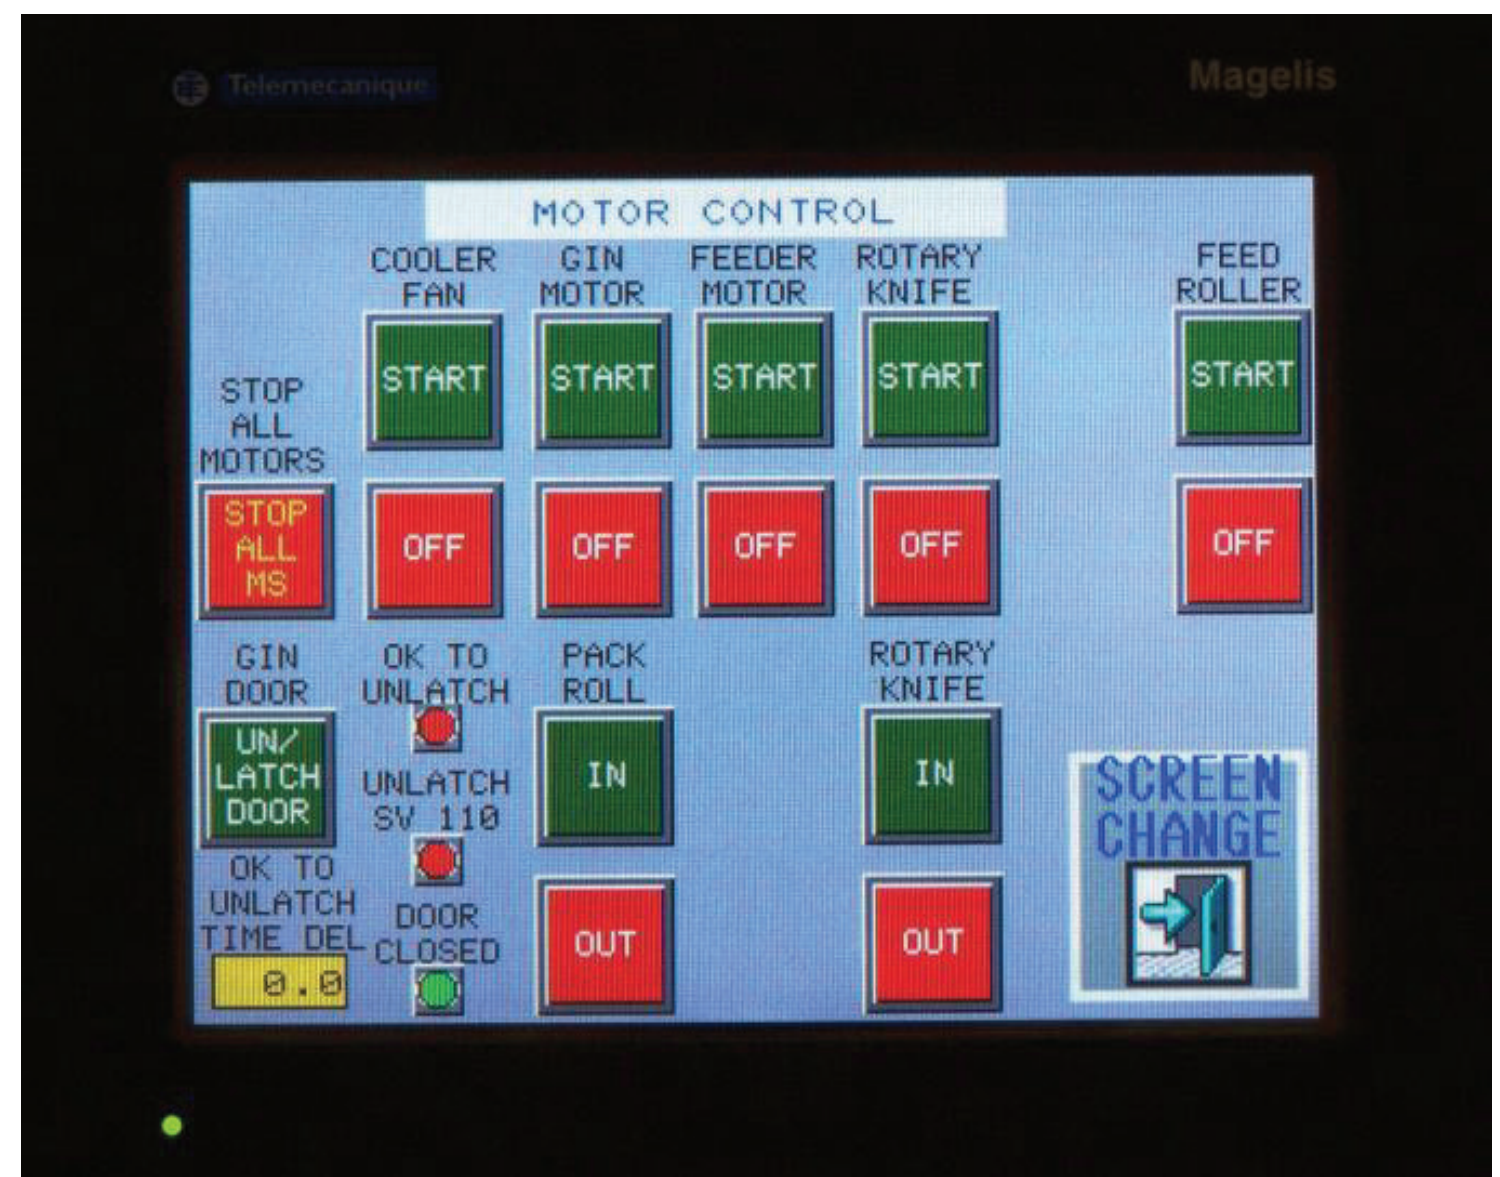 Telemecanique
Magelis
MOTOR CONTROL
COOLER
FAN
GIN
MOTOR
FEEDER
MOTOR
ROTARY
KNIFE
FEED
ROLLER
START
START
START
START
START
STOP
ALL
MOTORS
STOP
ALL
MS
OFF
OFF
OFF
OFF
OFF
GIN
DOOR
UN/
LATCH
DOOR
OK TO
UNLATCH
TIME DEL
0.0
OK TO
UNLATCH
UNLATCH
SV 110
DOOR
CLOSED
PACK
ROLL
IN
OUT
ROTARY
KNIFE
IN
OUT
SCREEN
CHANGE